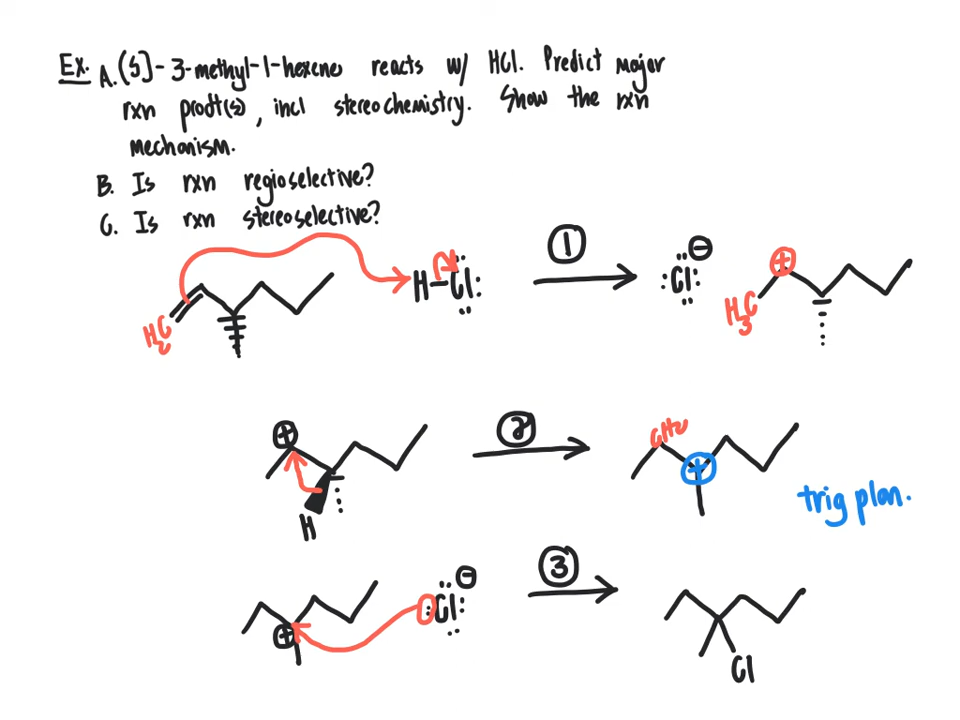 Ex. A. (S)-3-methyl-1-hexene reacts w/ HCl. Predict major
rxn prodt(s), incl stereochemistry. Show the rxn
mechanism.
B. Is rxn regioselective?
C. Is rxn stereoselective?
1
H2C
H-Cl:
:Cl: ⊖
H3C ⊕
⊕
H
2
CH2
⊕
trig plan.
⊕
:Cl: ⊖
3
Cl